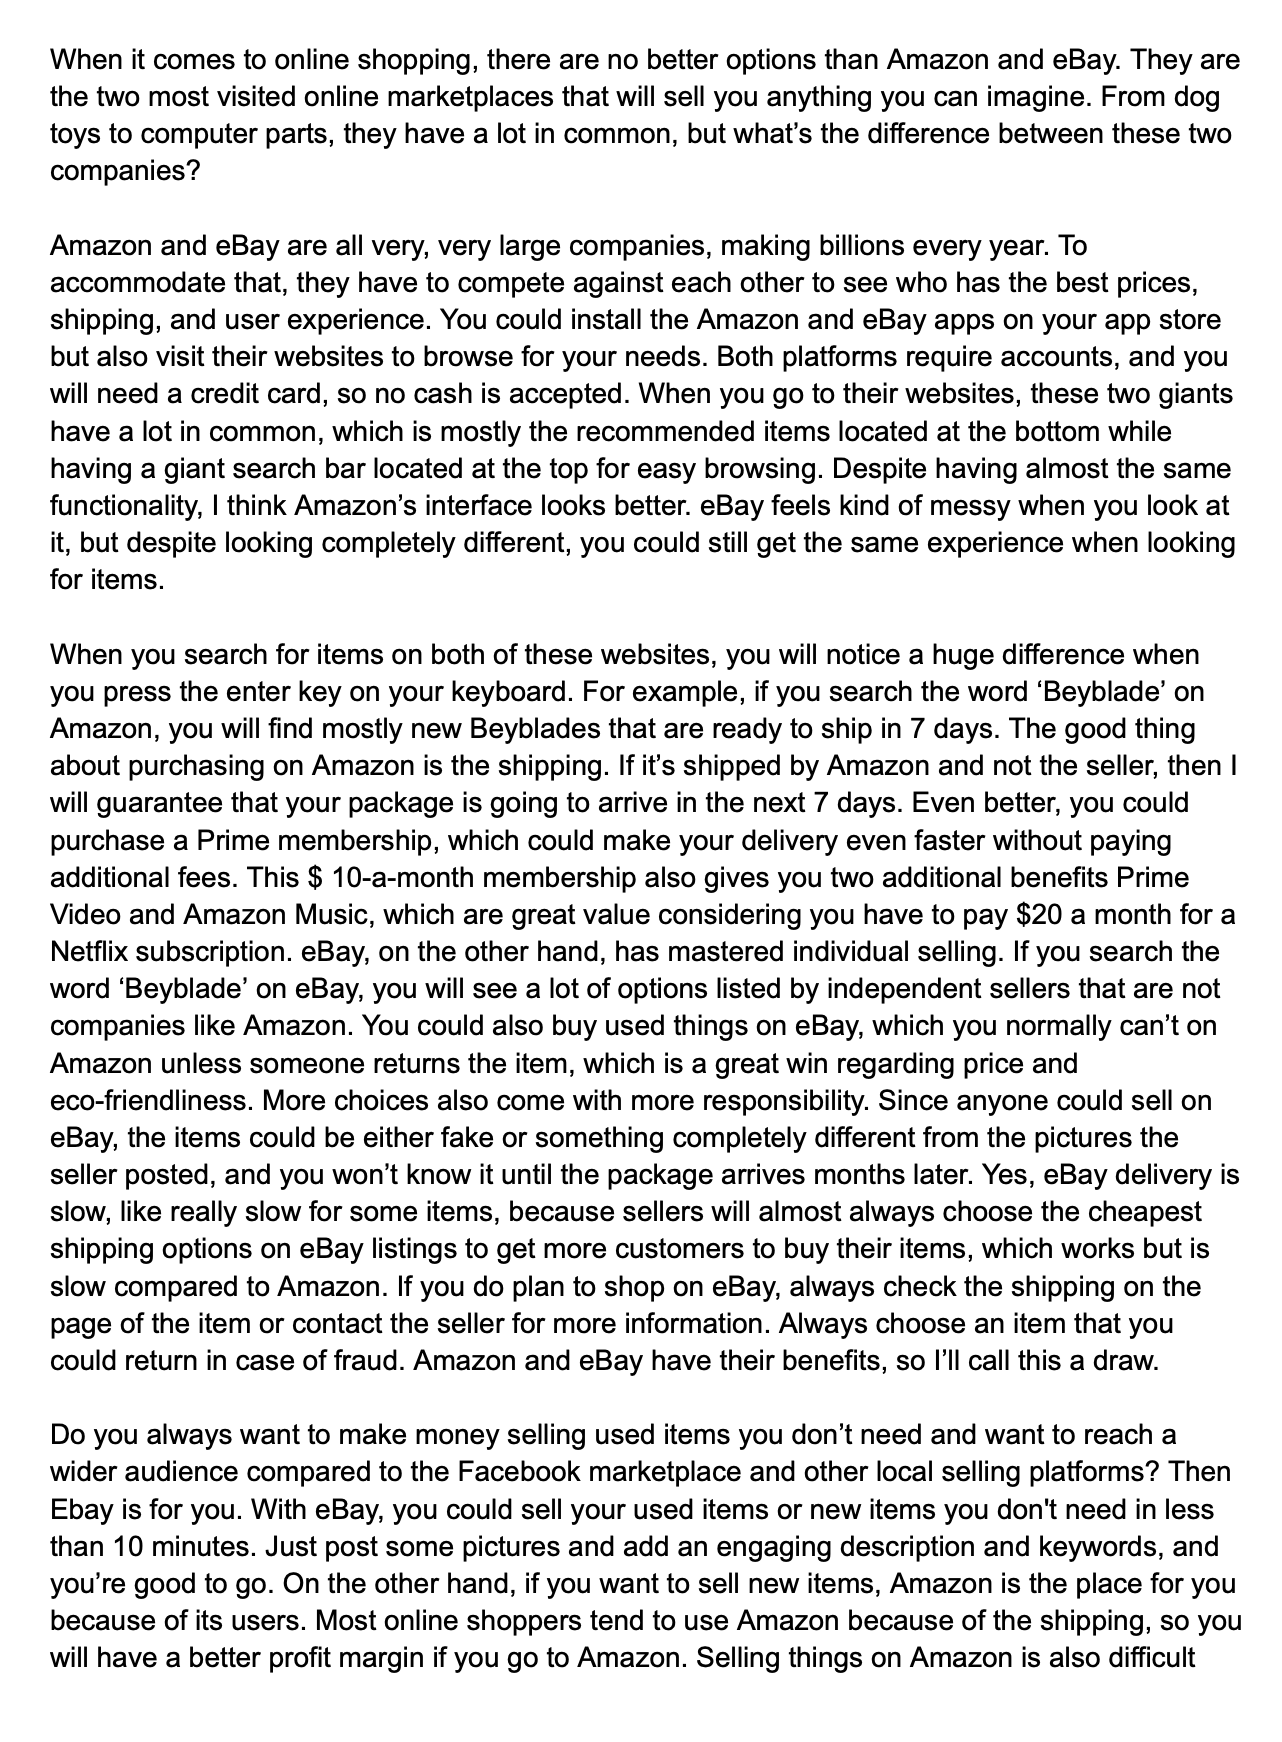 When it comes to online shopping, there are no better options than Amazon and eBay. They are
the two most visited online marketplaces that will sell you anything you can imagine. From dog
toys to computer parts, they have a lot in common, but what’s the difference between these two
companies?
Amazon and eBay are all very, very large companies, making billions every year. To
accommodate that, they have to compete against each other to see who has the best prices,
shipping, and user experience. You could install the Amazon and eBay apps on your app store
but also visit their websites to browse for your needs. Both platforms require accounts, and you
will need a credit card, so no cash is accepted. When you go to their websites, these two giants
have a lot in common, which is mostly the recommended items located at the bottom while
having a giant search bar located at the top for easy browsing. Despite having almost the same
functionality, I think Amazon’s interface looks better. eBay feels kind of messy when you look at
it, but despite looking completely different, you could still get the same experience when looking
for items.
When you search for items on both of these websites, you will notice a huge difference when
you press the enter key on your keyboard. For example, if you search the word ‘Beyblade’ on
Amazon, you will find mostly new Beyblades that are ready to ship in 7 days. The good thing
about purchasing on Amazon is the shipping. If it’s shipped by Amazon and not the seller, then I
will guarantee that your package is going to arrive in the next 7 days. Even better, you could
purchase a Prime membership, which could make your delivery even faster without paying
additional fees. This $ 10-a-month membership also gives you two additional benefits Prime
Video and Amazon Music, which are great value considering you have to pay $20 a month for a
Netflix subscription. eBay, on the other hand, has mastered individual selling. If you search the
word ‘Beyblade’ on eBay, you will see a lot of options listed by independent sellers that are not
companies like Amazon. You could also buy used things on eBay, which you normally can’t on
Amazon unless someone returns the item, which is a great win regarding price and
eco-friendliness. More choices also come with more responsibility. Since anyone could sell on
eBay, the items could be either fake or something completely different from the pictures the
seller posted, and you won’t know it until the package arrives months later. Yes, eBay delivery is
slow, like really slow for some items, because sellers will almost always choose the cheapest
shipping options on eBay listings to get more customers to buy their items, which works but is
slow compared to Amazon. If you do plan to shop on eBay, always check the shipping on the
page of the item or contact the seller for more information. Always choose an item that you
could return in case of fraud. Amazon and eBay have their benefits, so I’ll call this a draw.
Do you always want to make money selling used items you don’t need and want to reach a
wider audience compared to the Facebook marketplace and other local selling platforms? Then
Ebay is for you. With eBay, you could sell your used items or new items you don't need in less
than 10 minutes. Just post some pictures and add an engaging description and keywords, and
you’re good to go. On the other hand, if you want to sell new items, Amazon is the place for you
because of its users. Most online shoppers tend to use Amazon because of the shipping, so you
will have a better profit margin if you go to Amazon. Selling things on Amazon is also difficult